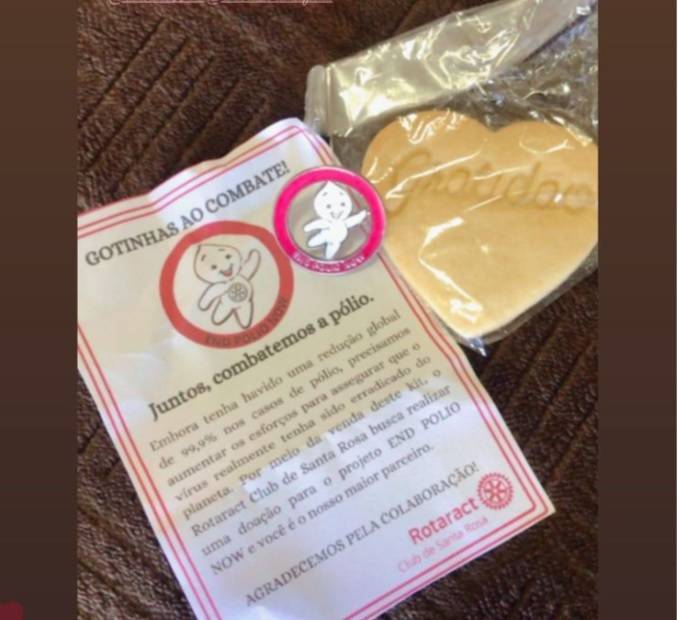 GOTINHAS AO COMBATE!
END POLIO NOW
END POLIO NOW
Juntos, combatemos a pólio.
Embora tenha havido uma redução global
de 99,9% nos casos de pólio, precisamos
aumentar os esforços para assegurar que o
vírus realmente tenha sido erradicado do
planeta. Por meio da venda deste kit, o
Rotaract Club de Santa Rosa busca realizar
uma doação para o projeto END POLIO
NOW e você é o nosso maior parceiro.
AGRADECEMOS PELA COLABORAÇÃO!
Rotaract
Club de Santa Rosa
Gratidão